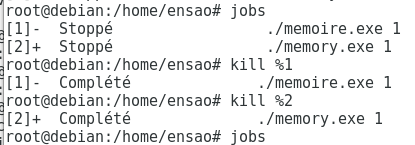 root@debian:/home/ensao# jobs
[1]-  Stoppé                 ./memoire.exe 1
[2]+  Stoppé                 ./memory.exe 1
root@debian:/home/ensao# kill %1
[1]-  Complété              ./memoire.exe 1
root@debian:/home/ensao# kill %2
[2]+  Complété              ./memory.exe 1
root@debian:/home/ensao# jobs